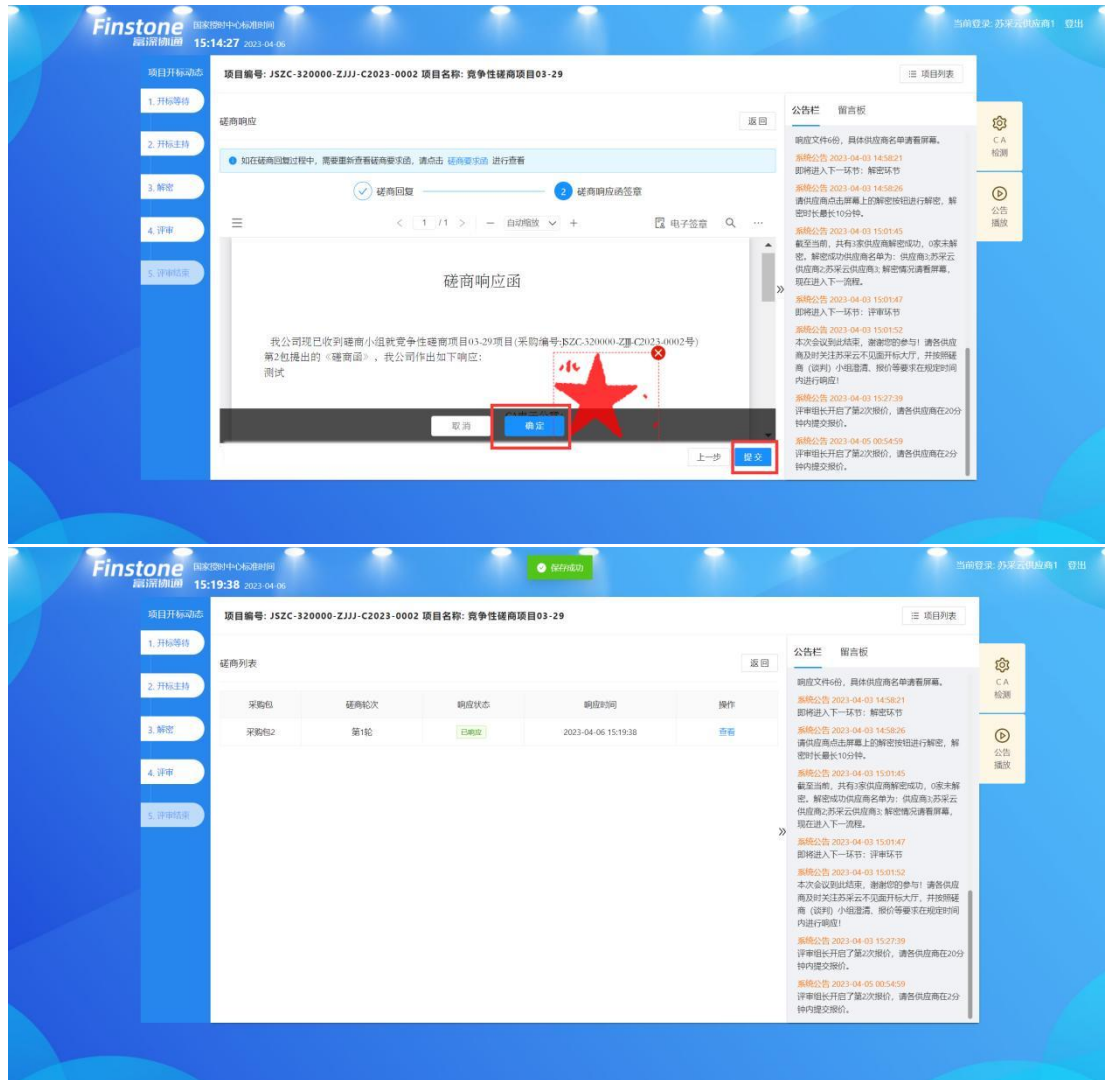 Finstone
富深协通
国家授时中心标准时间
15:14:27 2023-04-06
当前登录: 苏采云供应商1 登出
项目开标动态
1. 开标等待
2. 开标主持
3. 解密
4. 评审
5. 评审结束
项目编号: JSZC-320000-ZJJJ-C2023-0002 项目名称: 竞争性磋商项目03-29
项目列表
磋商响应
返回
如在磋商回复过程中，需要重新查看磋商要求函，请点击 磋商要求函 进行查看
磋商回复
2 磋商响应函签章
1 /1
自动缩放
电子签章
磋商响应函
我公司现已收到磋商小组就竞争性磋商项目03-29项目(采购编号:JSZC-320000-ZJJJ-C2023-0002号)
第2包提出的《磋商函》，我公司作出如下响应：
测试
取消
确定
上一步
提交
公告栏 留言板
响应文件6份，具体供应商名单请看屏幕。
系统公告 2023-04-03 14:58:21
即将进入下一环节：解密环节
系统公告 2023-04-03 14:58:26
请供应商点击屏幕上的解密按钮进行解密，解
密时长最长10分钟。
系统公告 2023-04-03 15:01:45
截至当前，共有3家供应商解密成功，0家未解
密。解密成功供应商名单为：供应商3;苏采云
供应商2;苏采云供应商3; 解密情况请看屏幕，
现在进入下一流程。
系统公告 2023-04-03 15:01:47
即将进入下一环节：评审环节
系统公告 2023-04-03 15:01:52
本次会议到此结束，谢谢您的参与！请各供应
商及时关注苏采云不见面开标大厅，并按照磋
商（谈判）小组澄清、报价等要求在规定时间
内进行响应！
系统公告 2023-04-03 15:27:39
评审组长开启了第2次报价，请各供应商在20分
钟内提交报价。
系统公告 2023-04-05 00:54:59
评审组长开启了第2次报价，请各供应商在2分
钟内提交报价。
CA
检测
公告
播放
Finstone
富深协通
国家授时中心标准时间
15:19:38 2023-04-06
保存成功
当前登录: 苏采云供应商1 登出
项目开标动态
1. 开标等待
2. 开标主持
3. 解密
4. 评审
5. 评审结束
项目编号: JSZC-320000-ZJJJ-C2023-0002 项目名称: 竞争性磋商项目03-29
项目列表
磋商列表
返回
采购包 磋商轮次 响应状态 响应时间 操作
采购包2 第1轮 已响应 2023-04-06 15:19:38 查看
公告栏 留言板
响应文件6份，具体供应商名单请看屏幕。
系统公告 2023-04-03 14:58:21
即将进入下一环节：解密环节
系统公告 2023-04-03 14:58:26
请供应商点击屏幕上的解密按钮进行解密，解
密时长最长10分钟。
系统公告 2023-04-03 15:01:45
截至当前，共有3家供应商解密成功，0家未解
密。解密成功供应商名单为：供应商3;苏采云
供应商2;苏采云供应商3; 解密情况请看屏幕，
现在进入下一流程。
系统公告 2023-04-03 15:01:47
即将进入下一环节：评审环节
系统公告 2023-04-03 15:01:52
本次会议到此结束，谢谢您的参与！请各供应
商及时关注苏采云不见面开标大厅，并按照磋
商（谈判）小组澄清、报价等要求在规定时间
内进行响应！
系统公告 2023-04-03 15:27:39
评审组长开启了第2次报价，请各供应商在20分
钟内提交报价。
系统公告 2023-04-05 00:54:59
评审组长开启了第2次报价，请各供应商在2分
钟内提交报价。
CA
检测
公告
播放